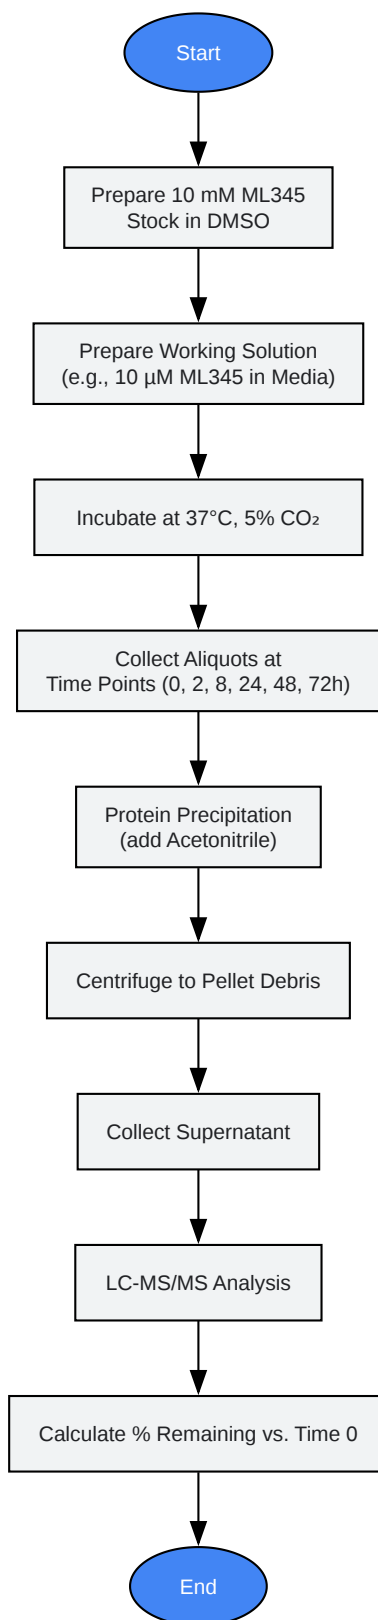 Start
Prepare 10 mM ML345
Stock in DMSO
Prepare Working Solution
(e.g., 10 µM ML345 in Media)
Incubate at 37°C, 5% CO₂
Collect Aliquots at
Time Points (0, 2, 8, 24, 48, 72h)
Protein Precipitation
(add Acetonitrile)
Centrifuge to Pellet Debris
Collect Supernatant
LC-MS/MS Analysis
Calculate % Remaining vs. Time 0
End